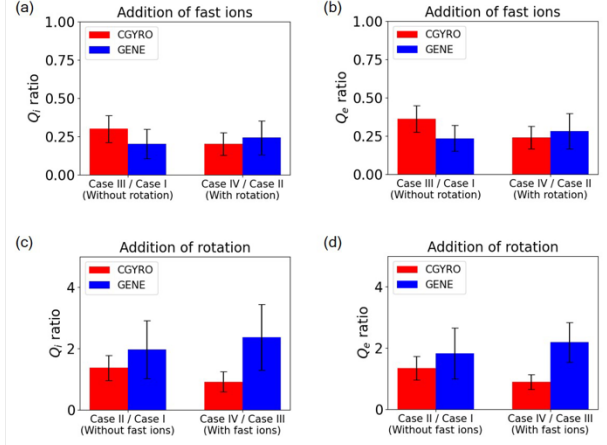 (a)
Addition of fast ions
1.00
0.75
0.50
0.25
0.00
Qi ratio
CGYRO
GENE
Case III / Case I
(Without rotation)
Case IV / Case II
(With rotation)
(b)
Addition of fast ions
1.00
0.75
0.50
0.25
0.00
Qe ratio
CGYRO
GENE
Case III / Case I
(Without rotation)
Case IV / Case II
(With rotation)
(c)
Addition of rotation
4
2
0
Qi ratio
CGYRO
GENE
Case II / Case I
(Without fast ions)
Case IV / Case III
(With fast ions)
(d)
Addition of rotation
4
2
0
Qe ratio
CGYRO
GENE
Case II / Case I
(Without fast ions)
Case IV / Case III
(With fast ions)